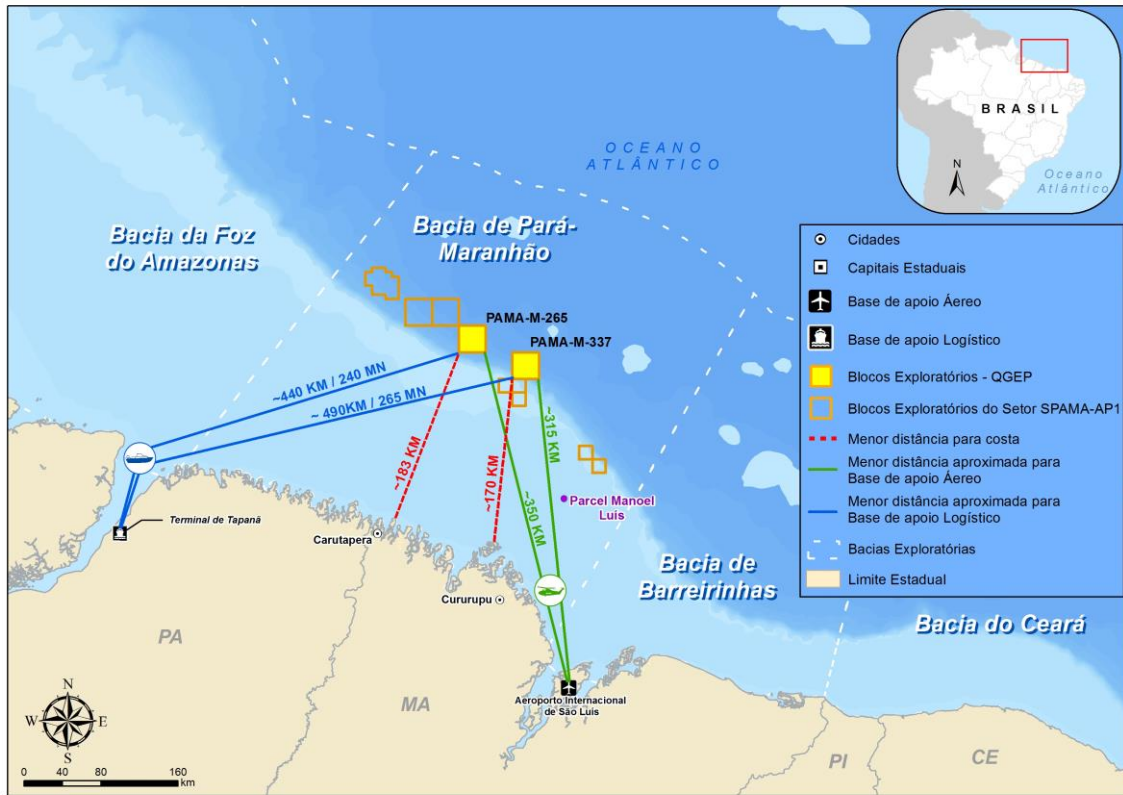 BRASIL
N
Oceano
Atlântico
OCEANO
ATLÂNTICO
Bacia da Foz
do Amazonas
Bacia de Pará-
Maranhão
PAMA-M-265
PAMA-M-337
~440 KM / 240 MN
~ 490KM / 265 MN
~183 KM
~170 KM
~315 KM
~350 KM
Parcel Manoel
Luís
Terminal de Tapanã
Carutapera
Cururupu
Bacia de
Barreirinhas
Bacia do Ceará
PA
MA
PI
CE
Aeroporto Internacional
de São Luís
N
W
E
S
0 40 80 160
km
Cidades
Capitais Estaduais
Base de apoio Áereo
Base de apoio Logístico
Blocos Exploratórios - QGEP
Blocos Exploratórios do Setor SPAMA-AP1
Menor distância para costa
Menor distância aproximada para
Base de apoio Áereo
Menor distância aproximada para
Base de apoio Logístico
Bacias Exploratórias
Limite Estadual